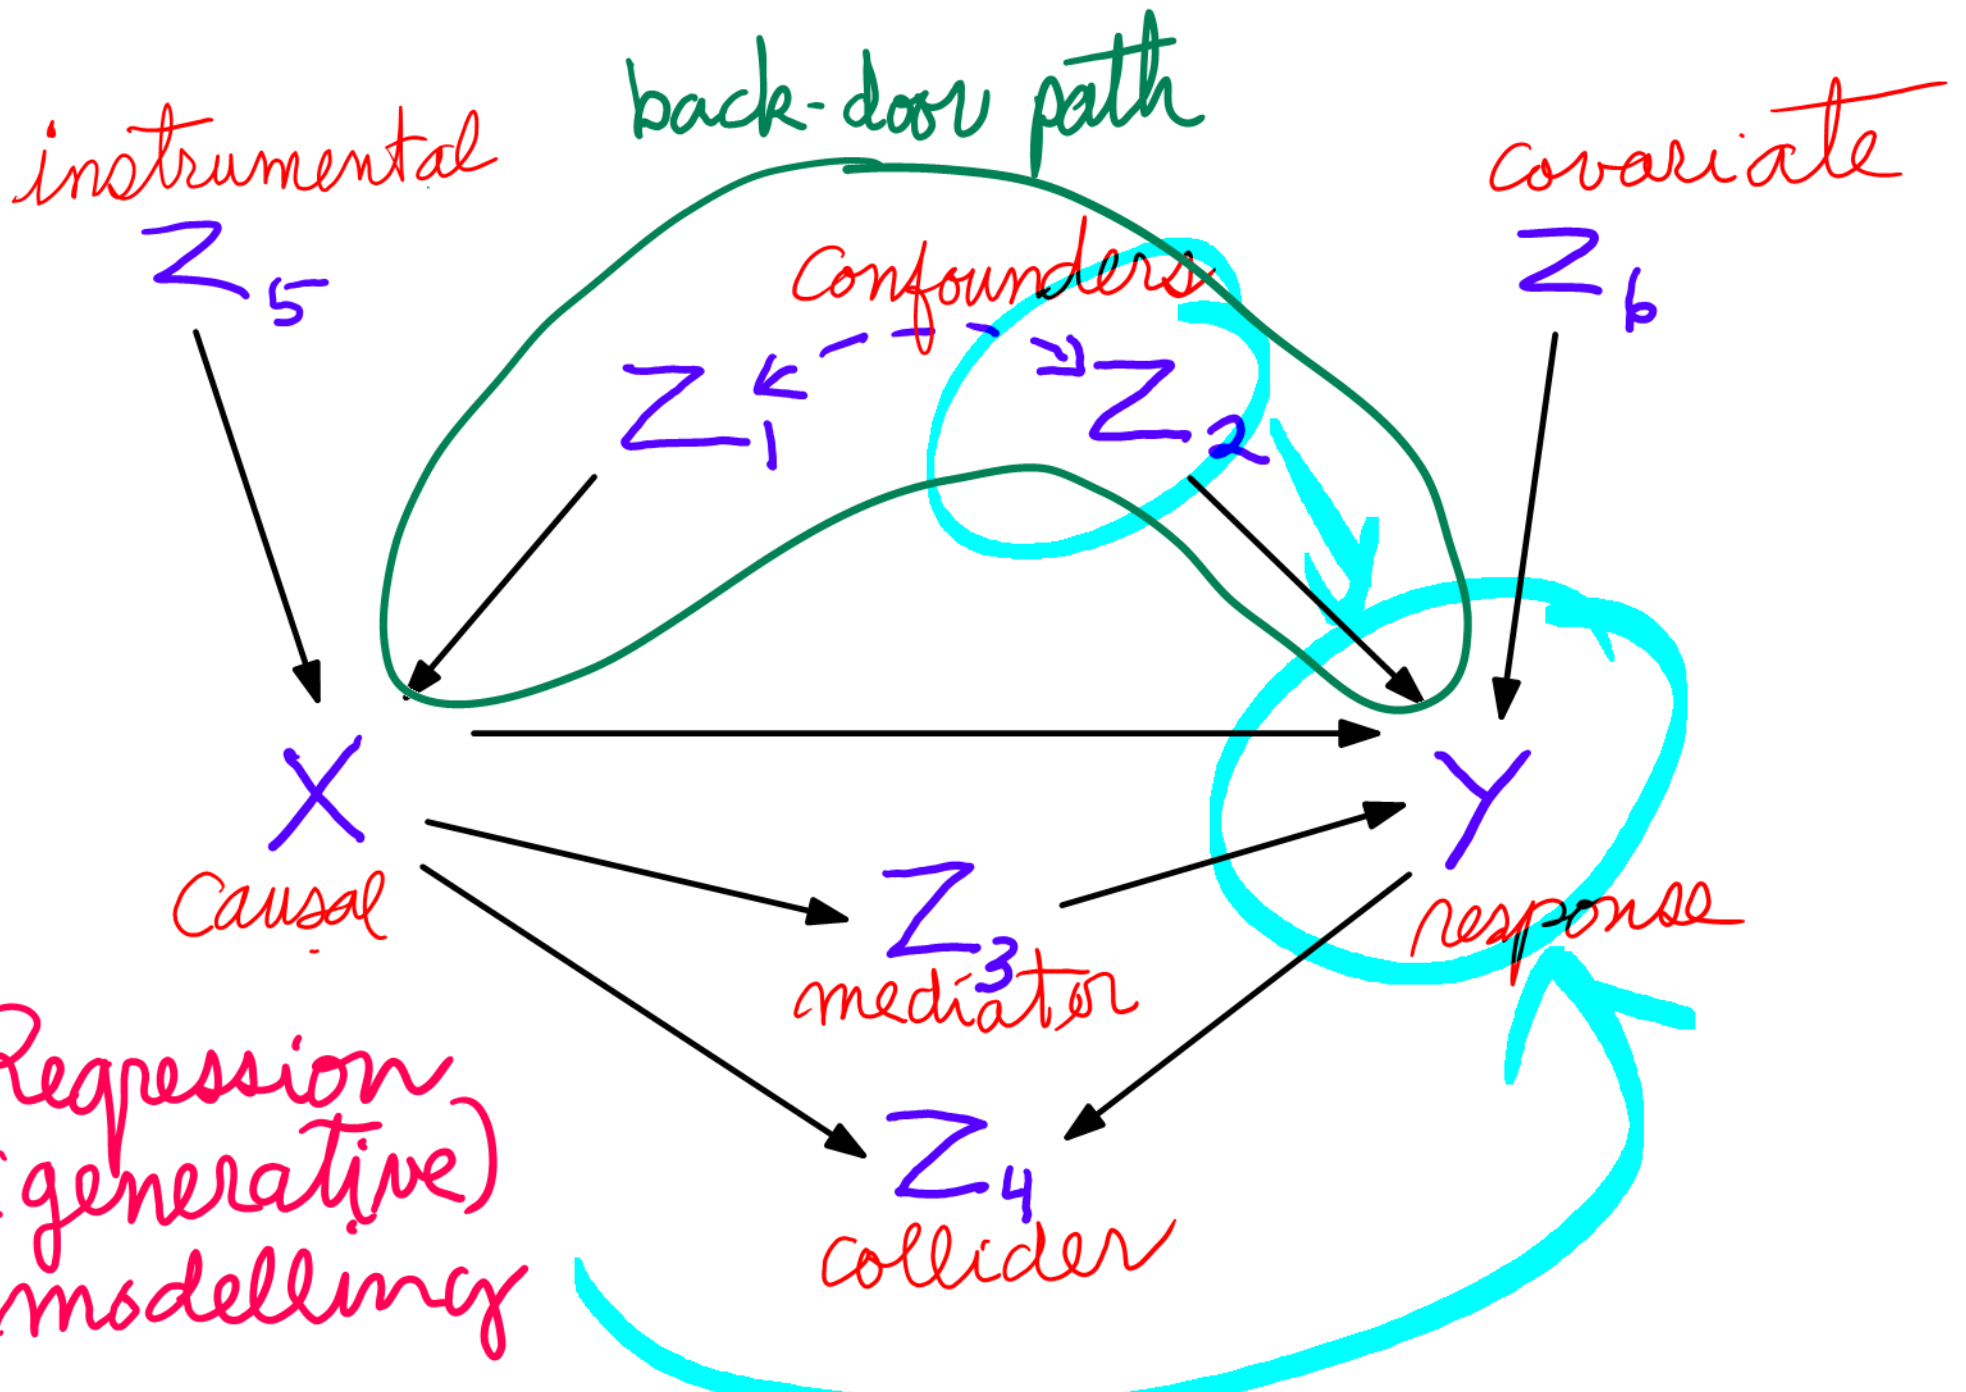 back-door path
instrumental
covariate
Z5
Z6
confounders
Z1
Z2
X
Y
causal
response
Z3
mediator
Regression
(generative)
modelling
Z4
collider